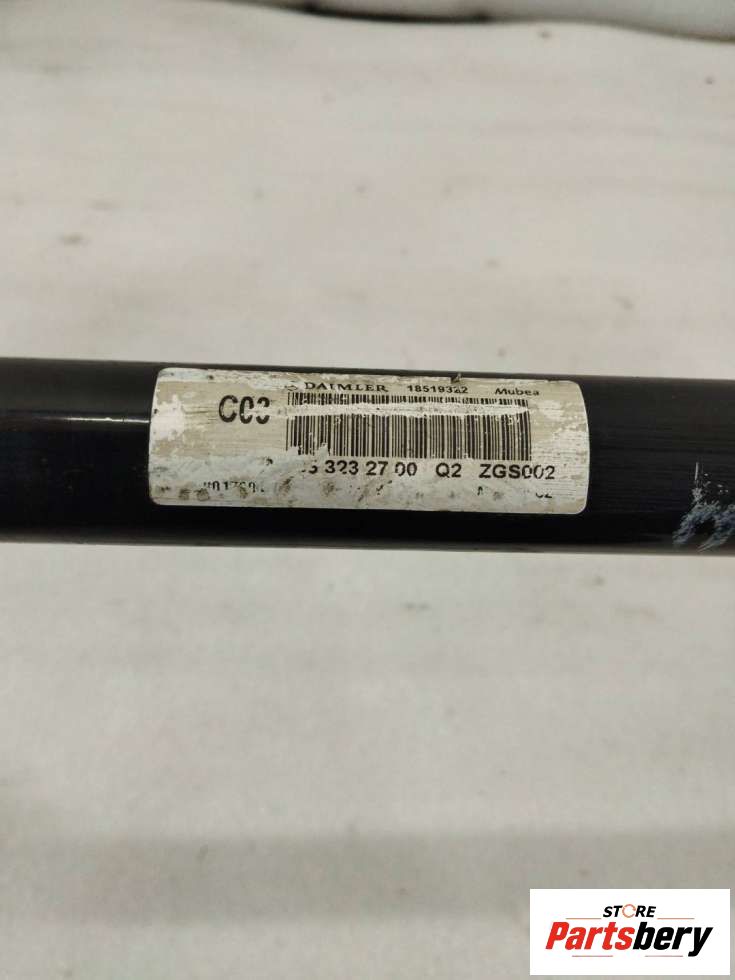 DAIMLER 18519322 Mubea
C03
323 27 00 Q2 ZGS002
STORE
Partsbery